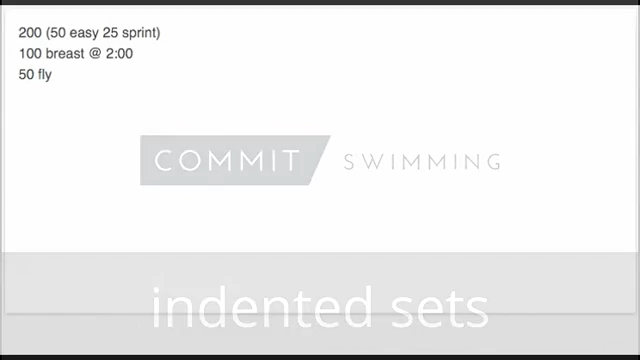 200 (50 easy 25 sprint)
100 breast @ 2:00
50 fly
COMMIT SWIMMING
indented sets